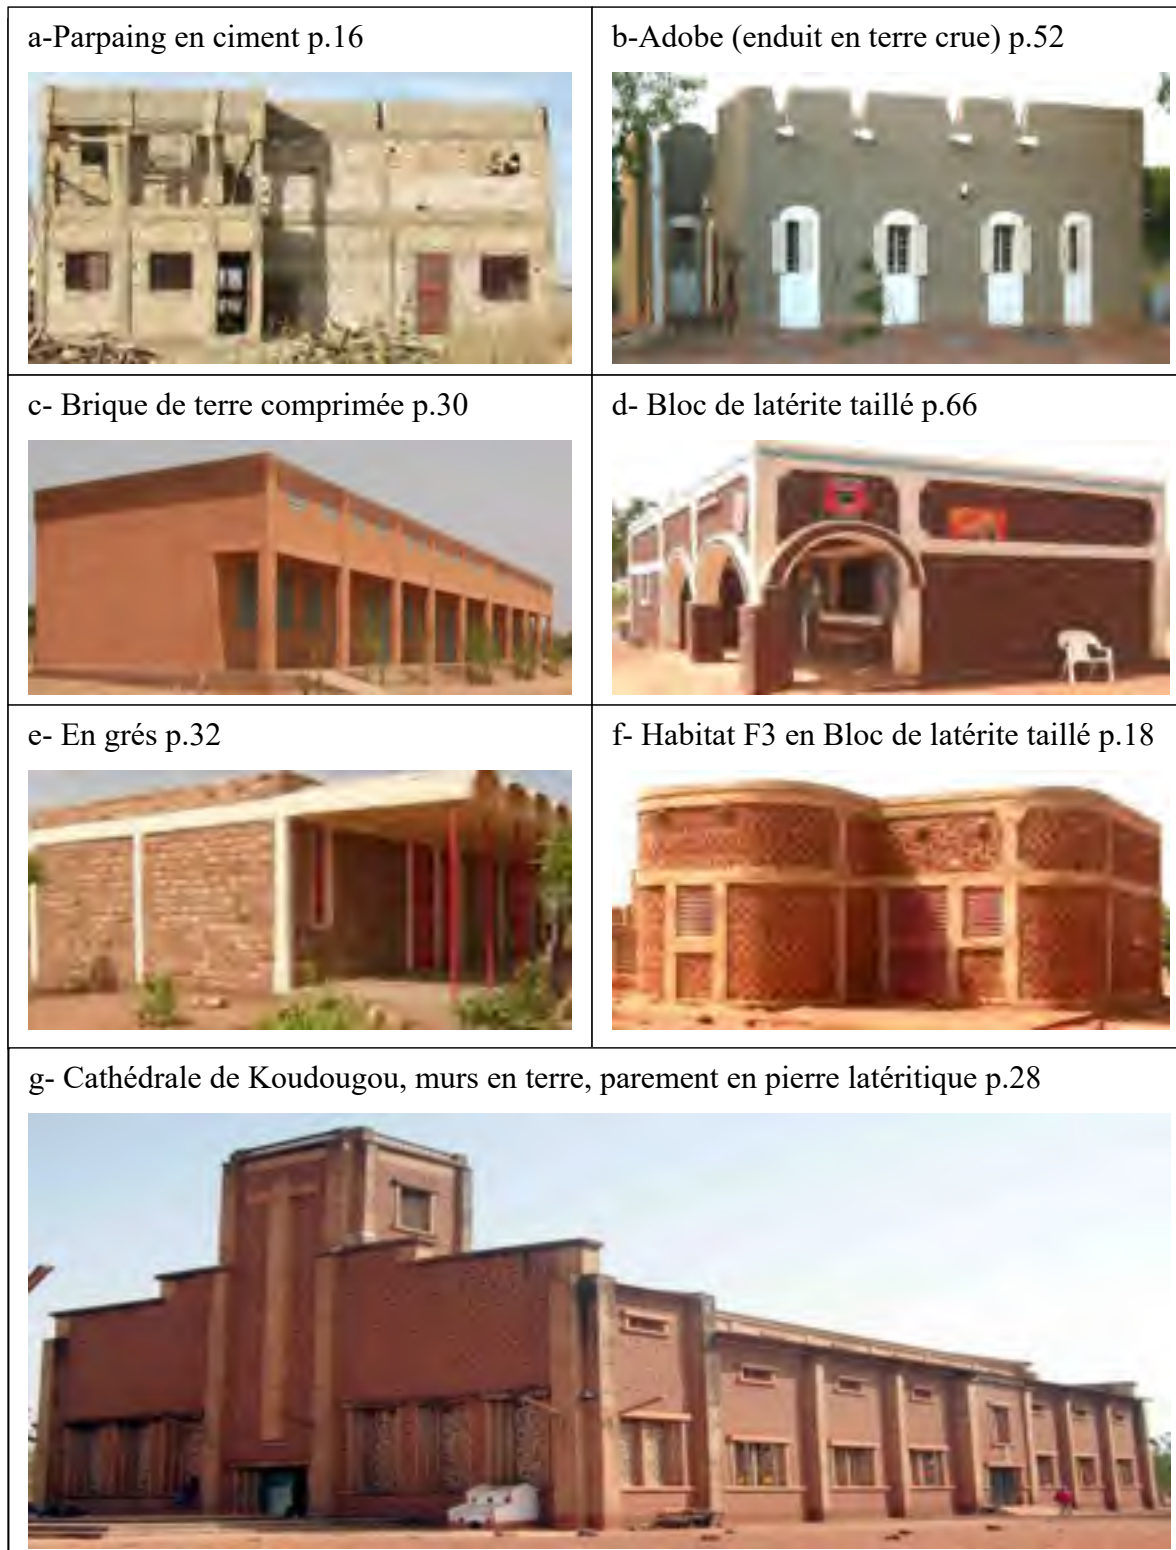 a-Parpaing en ciment p.16
b-Adobe (enduit en terre crue) p.52
c- Brique de terre comprimée p.30
d- Bloc de latérite taillé p.66
e- En grés p.32
f- Habitat F3 en Bloc de latérite taillé p.18
g- Cathédrale de Koudougou, murs en terre, parement en pierre latéritique p.28